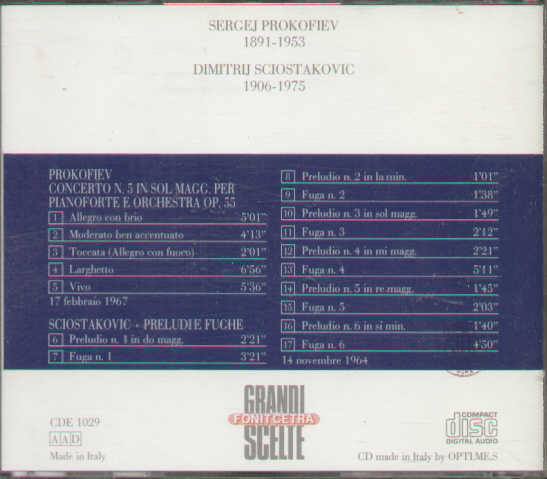 SERGEJ PROKOFIEV
1891-1953
DIMITRIJ SCIOSTAKOVIC
1906-1975
PROKOFIEV
CONCERTO N. 5 IN SOL MAGG. PER
PIANOFORTE E ORCHESTRA OP. 55
1 Allegro con brio 5'01"
2 Moderato ben accentuato 4'13"
3 Toccata (Allegro con fuoco) 2'01"
4 Larghetto 6'56"
5 Vivo 5'36"
17 febbraio 1967
SCIOSTAKOVIC - PRELUDI E FUGHE
6 Preludio n. 1 in do magg. 2'21"
7 Fuga n. 1 3'21"
8 Preludio n. 2 in la min. 1'01"
9 Fuga n. 2 1'38"
10 Preludio n. 3 in sol magg. 1'49"
11 Fuga n. 3 2'12"
12 Preludio n. 4 in mi magg. 2'21"
13 Fuga n. 4 5'11"
14 Preludio n. 5 in re magg. 1'45"
15 Fuga n. 5 2'03"
16 Preludio n. 6 in si min. 1'40"
17 Fuga n. 6 4'50"
14 novembre 1964
CDE 1029
AAD
Made in Italy
GRANDI
FONIT CETRA
SCELTE
COMPACT
disc
DIGITAL AUDIO
CD made in Italy by OPTI.ME.S